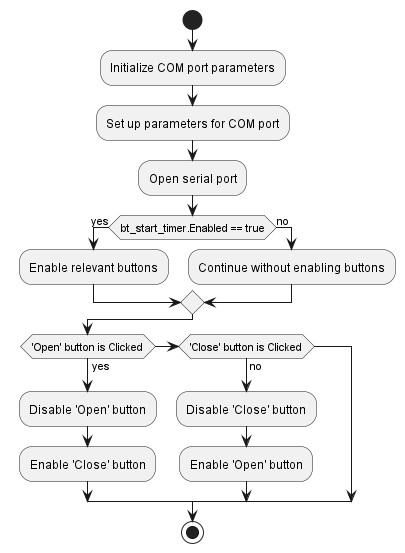 Initialize COM port parameters
Set up parameters for COM port
Open serial port
yes
bt_start_timer.Enabled == true
no
Enable relevant buttons
Continue without enabling buttons
'Open' button is Clicked
'Close' button is Clicked
yes
no
Disable 'Open' button
Disable 'Close' button
Enable 'Close' button
Enable 'Open' button